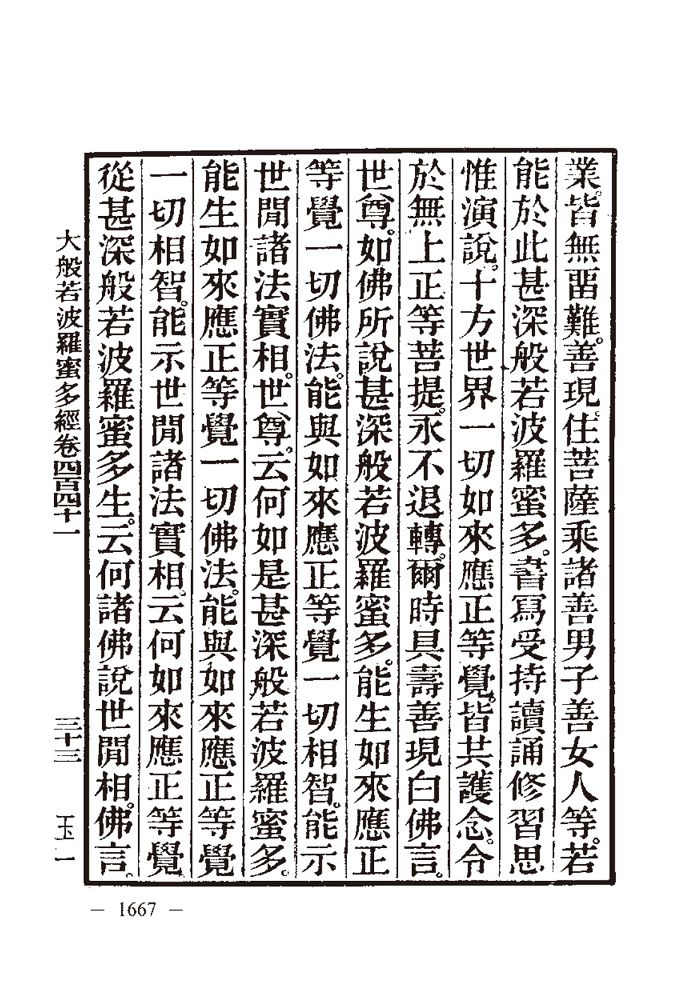 業。皆無留難。善現。住菩薩乘諸善男子善女人等。若
能於此甚深般若波羅蜜多。書寫受持讀誦修習思
惟演說。十方世界一切如來應正等覺。皆共護念。令
於無上正等菩提。永不退轉。爾時具壽善現白佛言。
世尊。如佛所說甚深般若波羅蜜多。能生如來應正
等覺一切佛法。能與如來應正等覺一切相智。能示
世間諸法實相。世尊。云何如是甚深般若波羅蜜多。
能生如來應正等覺一切佛法。能與如來應正等覺
一切相智。能示世間諸法實相。云何如來應正等覺
從甚深般若波羅蜜多生。云何諸佛說世間相。佛言。
大般若波羅蜜多經卷四百四十一
三十三
玉一
— 1667 —